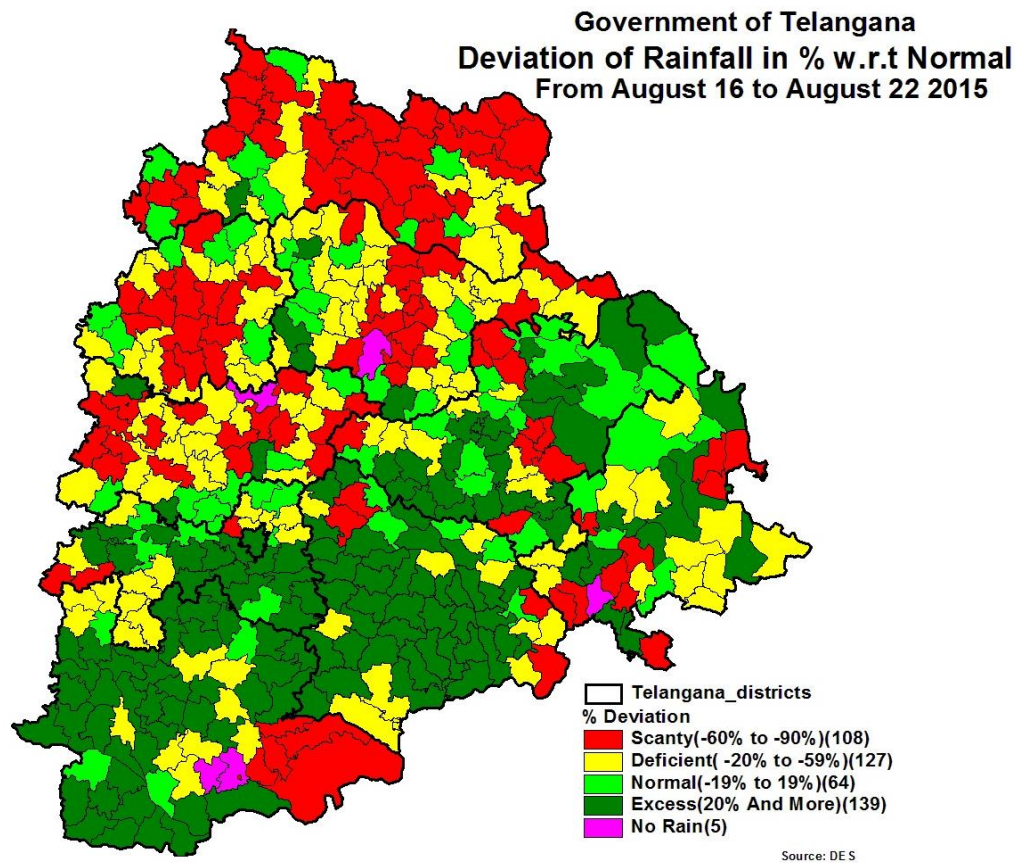 Government of Telangana
Deviation of Rainfall in % w.r.t Normal
From August 16 to August 22 2015
Telangana_districts
% Deviation
Scanty(-60% to -90%)(108)
Deficient( -20% to -59%)(127)
Normal(-19% to 19%)(64)
Excess(20% And More)(139)
No Rain(5)
Source: DES